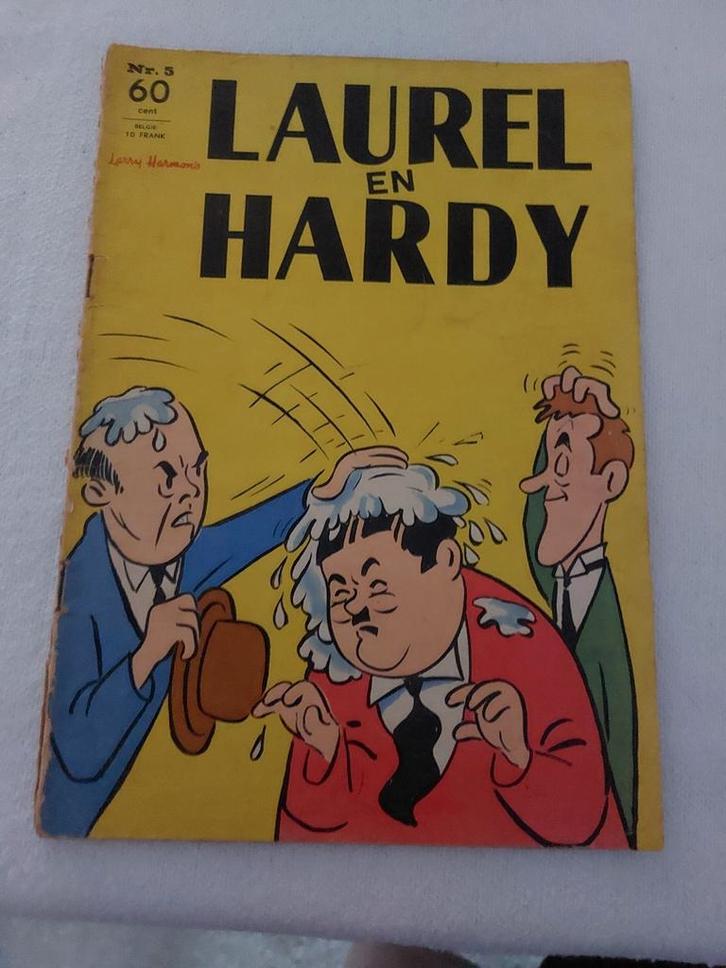 Nr. 5
60
cent
BELGIE
10 FRANK
Larry Harmon's
LAUREL
EN
HARDY